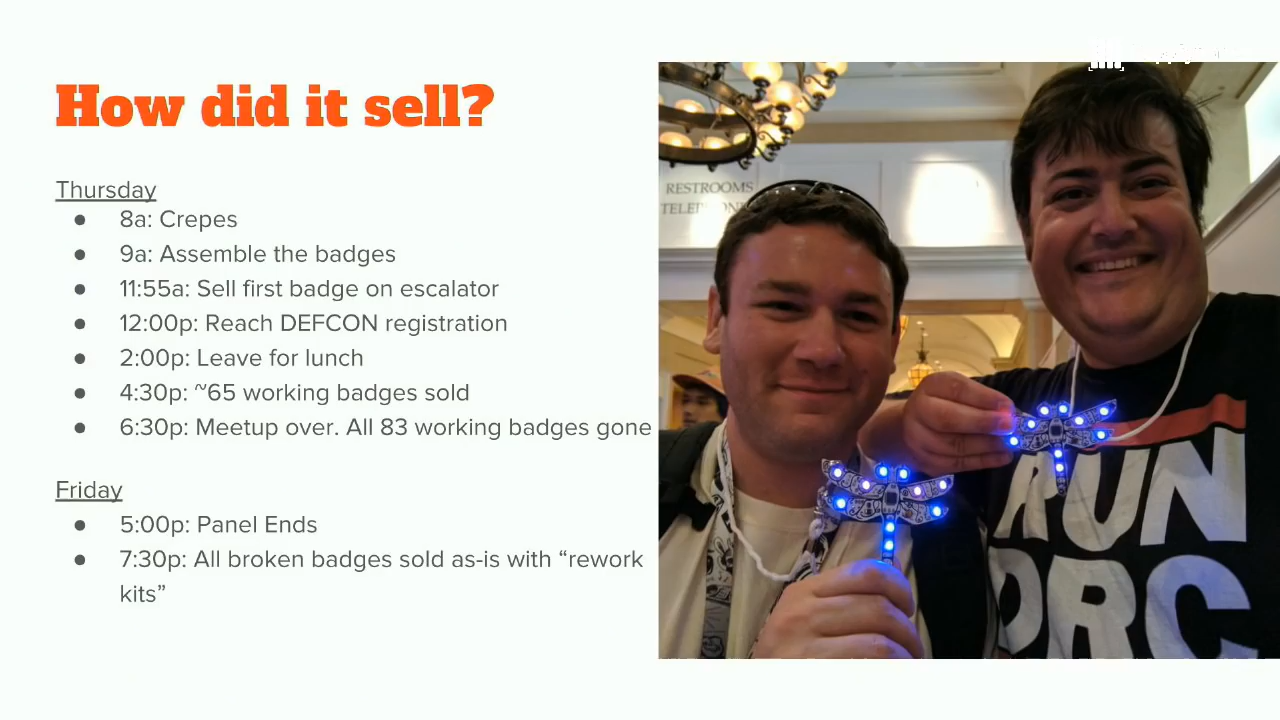 How did it sell?
Thursday
● 8a: Crepes
● 9a: Assemble the badges
● 11:55a: Sell first badge on escalator
● 12:00p: Reach DEFCON registration
● 2:00p: Leave for lunch
● 4:30p: ~65 working badges sold
● 6:30p: Meetup over. All 83 working badges gone
Friday
● 5:00p: Panel Ends
● 7:30p: All broken badges sold as-is with “rework
kits”
RESTROOMS
RUN
DRC